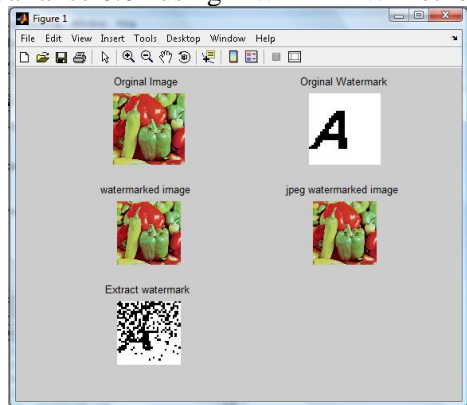 Figure 1
File Edit View Insert Tools Desktop Window Help
Orginal Image
Orginal Watermark
A
watermarked image
jpeg watermarked image
Extract watermark